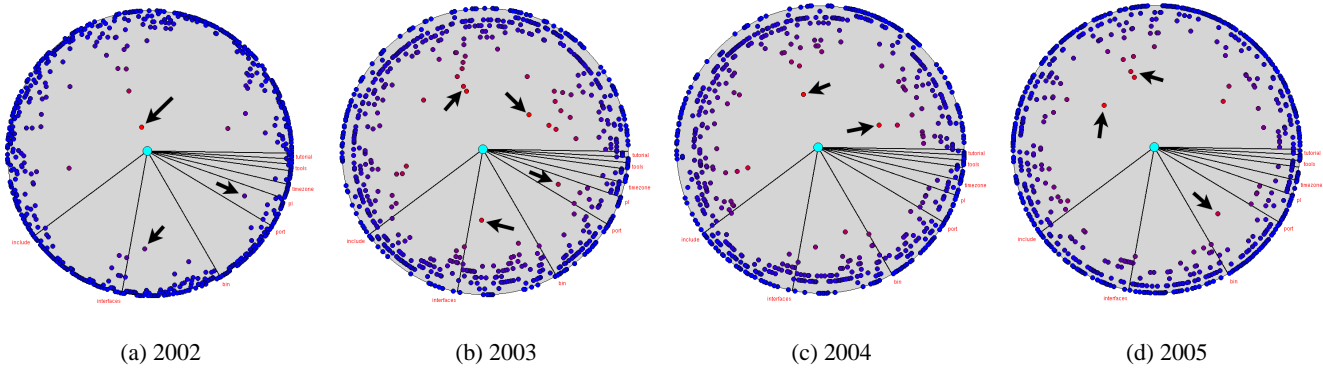 tutorial
tools
timezone
pl
port
bin
interfaces
include
tutorial
tools
timezone
pl
port
bin
interfaces
include
tutorial
tools
timezone
pl
port
bin
interfaces
include
tutorial
tools
timezone
pl
port
bin
interfaces
include
(a) 2002
(b) 2003
(c) 2004
(d) 2005